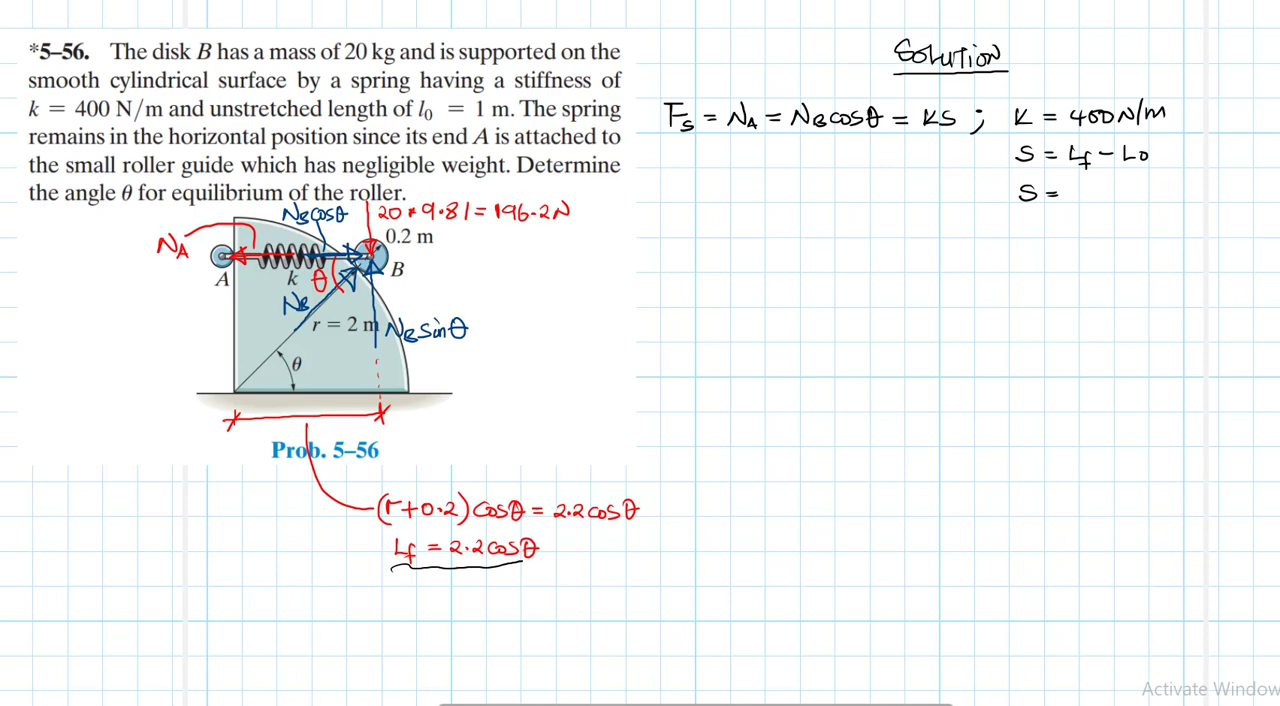 *5–56. The disk B has a mass of 20 kg and is supported on the
smooth cylindrical surface by a spring having a stiffness of
k = 400 N/m and unstretched length of l₀ = 1 m. The spring
remains in the horizontal position since its end A is attached to
the small roller guide which has negligible weight. Determine
the angle θ for equilibrium of the roller.
NBcosθ
20*9.81=196.2N
NA
0.2 m
A
k
θ
B
NB
r = 2 m
NBsinθ
θ
Prob. 5–56
(r+0.2)cosθ = 2.2cosθ
Lf = 2.2cosθ
Solution
Fs = NA = NBcosθ = KS ; K = 400N/m
S = Lf - Lo
S =
Activate Window